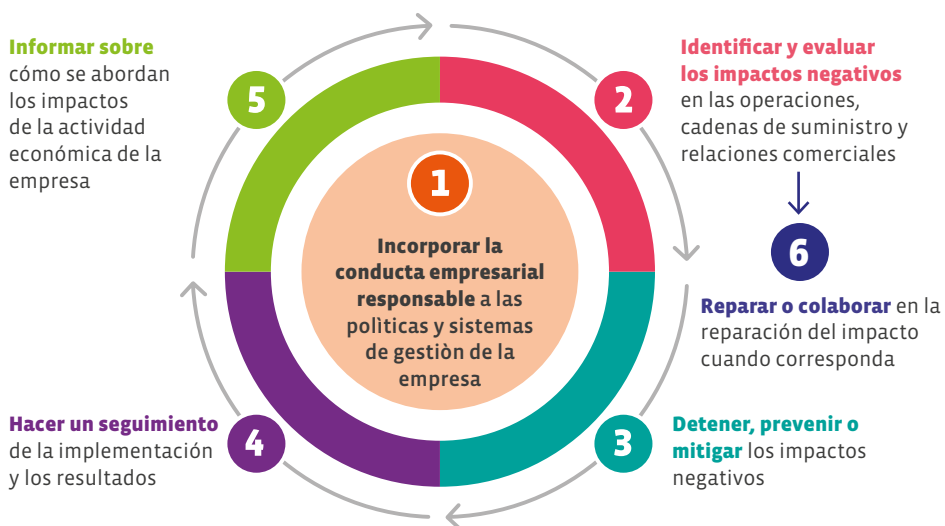 1
Incorporar la
conducta empresarial
responsable a las
polìticas y sistemas
de gestiòn de la
empresa
2
Identificar y evaluar
los impactos negativos
en las operaciones,
cadenas de suministro y
relaciones comerciales
6
Reparar o colaborar en la
reparación del impacto
cuando corresponda
3
Detener, prevenir o
mitigar los impactos
negativos
4
Hacer un seguimiento
de la implementación
y los resultados
5
Informar sobre
cómo se abordan
los impactos
de la actividad
económica de la
empresa